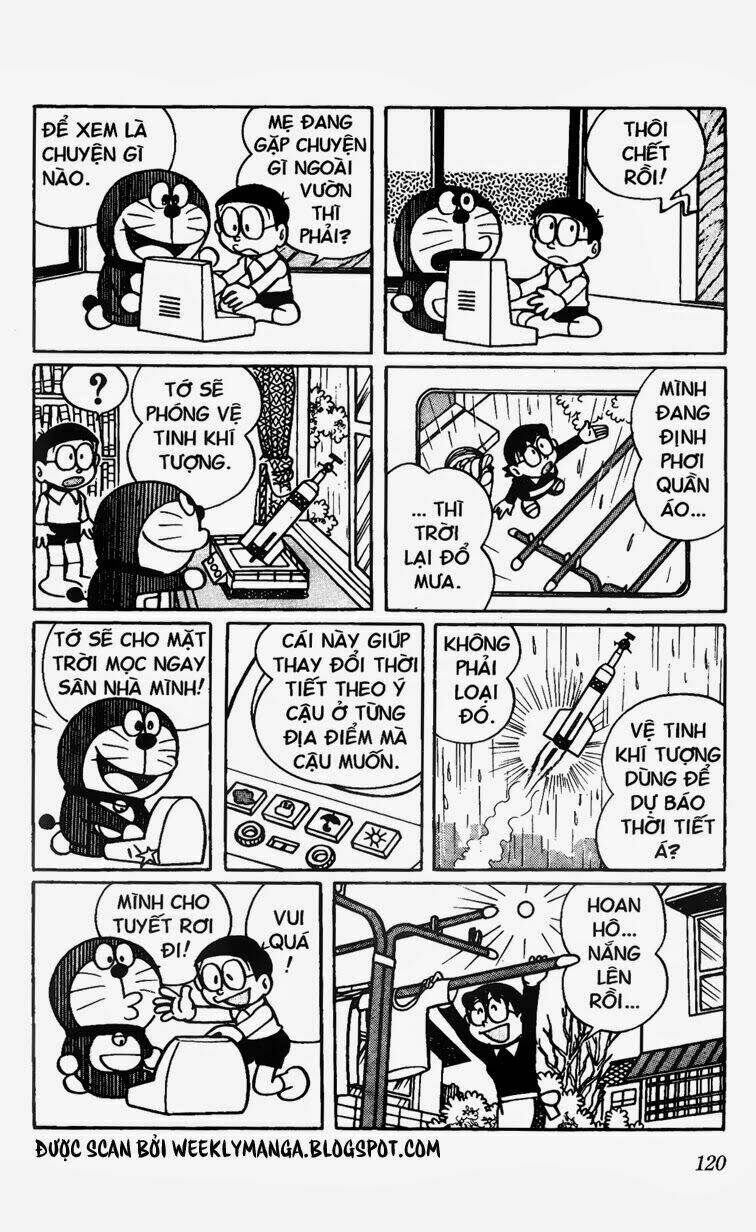 THÔI
CHẾT
RỒI!
MẸ ĐANG
GẶP CHUYỆN
GÌ NGOÀI
VƯỜN
THÌ
PHẢI?
ĐỂ XEM LÀ
CHUYỆN GÌ
NÀO.
MÌNH
ĐANG
ĐỊNH
PHƠI
QUẦN
ÁO...
... THÌ
TRỜI
LẠI ĐỔ
MƯA.
TỚ SẼ
PHÓNG VỆ
TINH KHÍ
TƯỢNG.
?
VỆ TINH
KHÍ TƯỢNG
DÙNG ĐỂ
DỰ BÁO
THỜI TIẾT
Á?
KHÔNG
PHẢI
LOẠI
ĐÓ.
CÁI NÀY GIÚP
THAY ĐỔI THỜI
TIẾT THEO Ý
CẬU Ở TỪNG
ĐỊA ĐIỂM MÀ
CẬU MUỐN.
TỚ SẼ CHO MẶT
TRỜI MỌC NGAY
SÂN NHÀ MÌNH!
HOAN
HÔ...
NẮNG
LÊN
RỒI...
VUI
QUÁ
!
MÌNH CHO
TUYẾT RƠI
ĐI!
ĐƯỢC SCAN BỞI WEEKLYMANGA.BLOGSPOT.COM
120